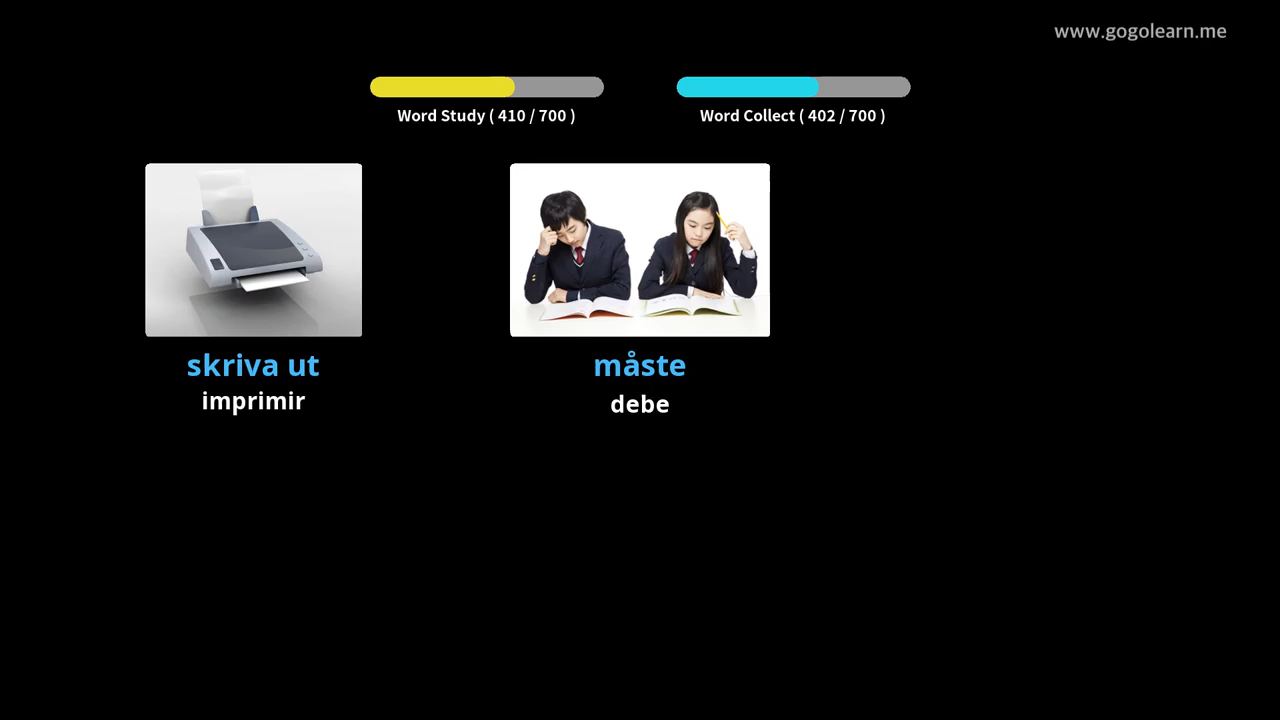 www.gogolearn.me
Word Study ( 410 / 700 )
Word Collect ( 402 / 700 )
skriva ut
imprimir
måste
debe